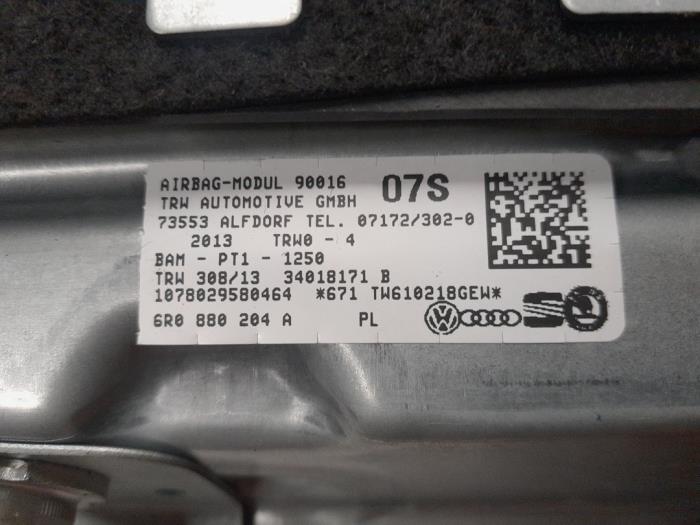 AIRBAG-MODUL 90016 07S
TRW AUTOMOTIVE GMBH
73553 ALFDORF TEL. 07172/302-0
2013 TRW0 - 4
BAM - PT1 - 1250
TRW 308/13 34018171 B
1078029580464 *671 TW610218GEW*
6R0 880 204 A PL